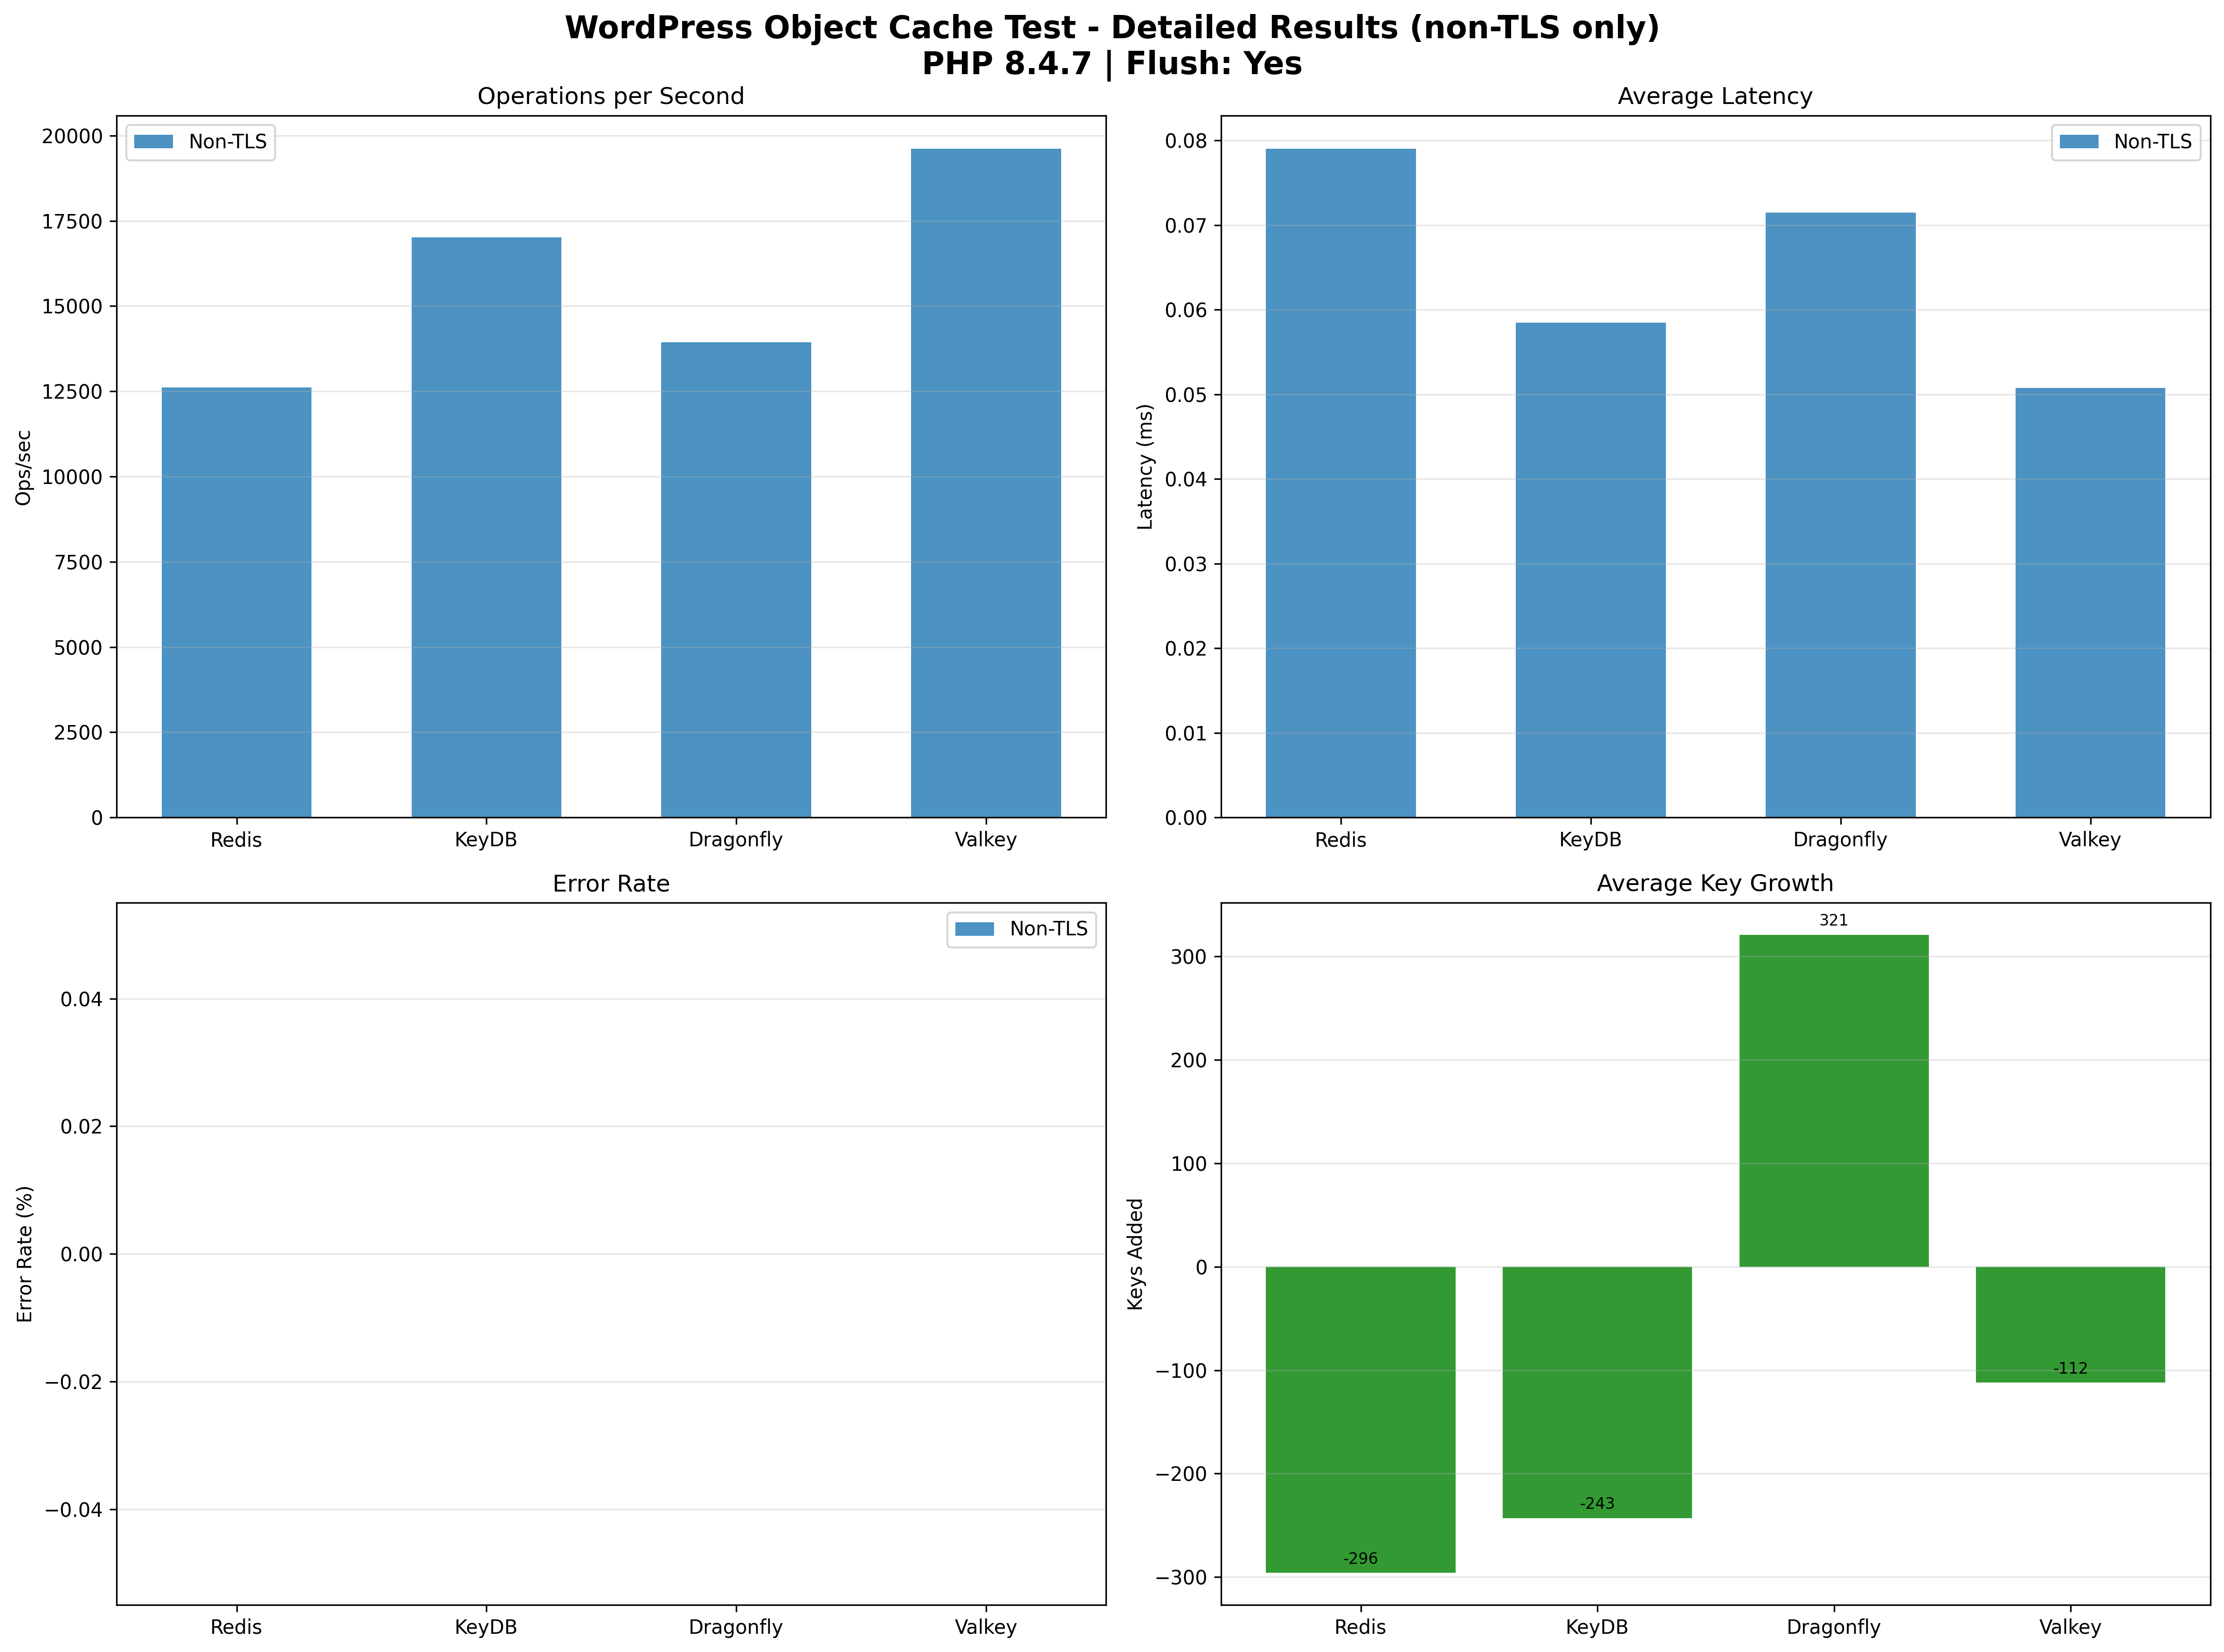 WordPress Object Cache Test - Detailed Results (non-TLS only)
PHP 8.4.7 | Flush: Yes
Operations per Second
Non-TLS
20000
17500
15000
12500
10000
7500
5000
2500
0
Ops/sec
Redis
KeyDB
Dragonfly
Valkey
Average Latency
Non-TLS
0.08
0.07
0.06
0.05
0.04
0.03
0.02
0.01
0.00
Latency (ms)
Redis
KeyDB
Dragonfly
Valkey
Error Rate
Non-TLS
0.04
0.02
0.00
−0.02
−0.04
Error Rate (%)
Redis
KeyDB
Dragonfly
Valkey
Average Key Growth
300
200
100
0
−100
−200
−300
Keys Added
-296
-243
321
-112
Redis
KeyDB
Dragonfly
Valkey